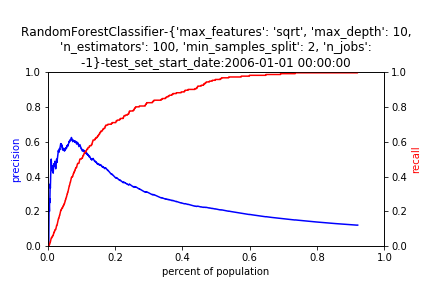 RandomForestClassifier-{'max_features': 'sqrt', 'max_depth': 10,
'n_estimators': 100, 'min_samples_split': 2, 'n_jobs':
-1}-test_set_start_date:2006-01-01 00:00:00
1.0
0.8
0.6
0.4
0.2
0.0
precision
1.0
0.8
0.6
0.4
0.2
0.0
recall
0.0 0.2 0.4 0.6 0.8 1.0
percent of population